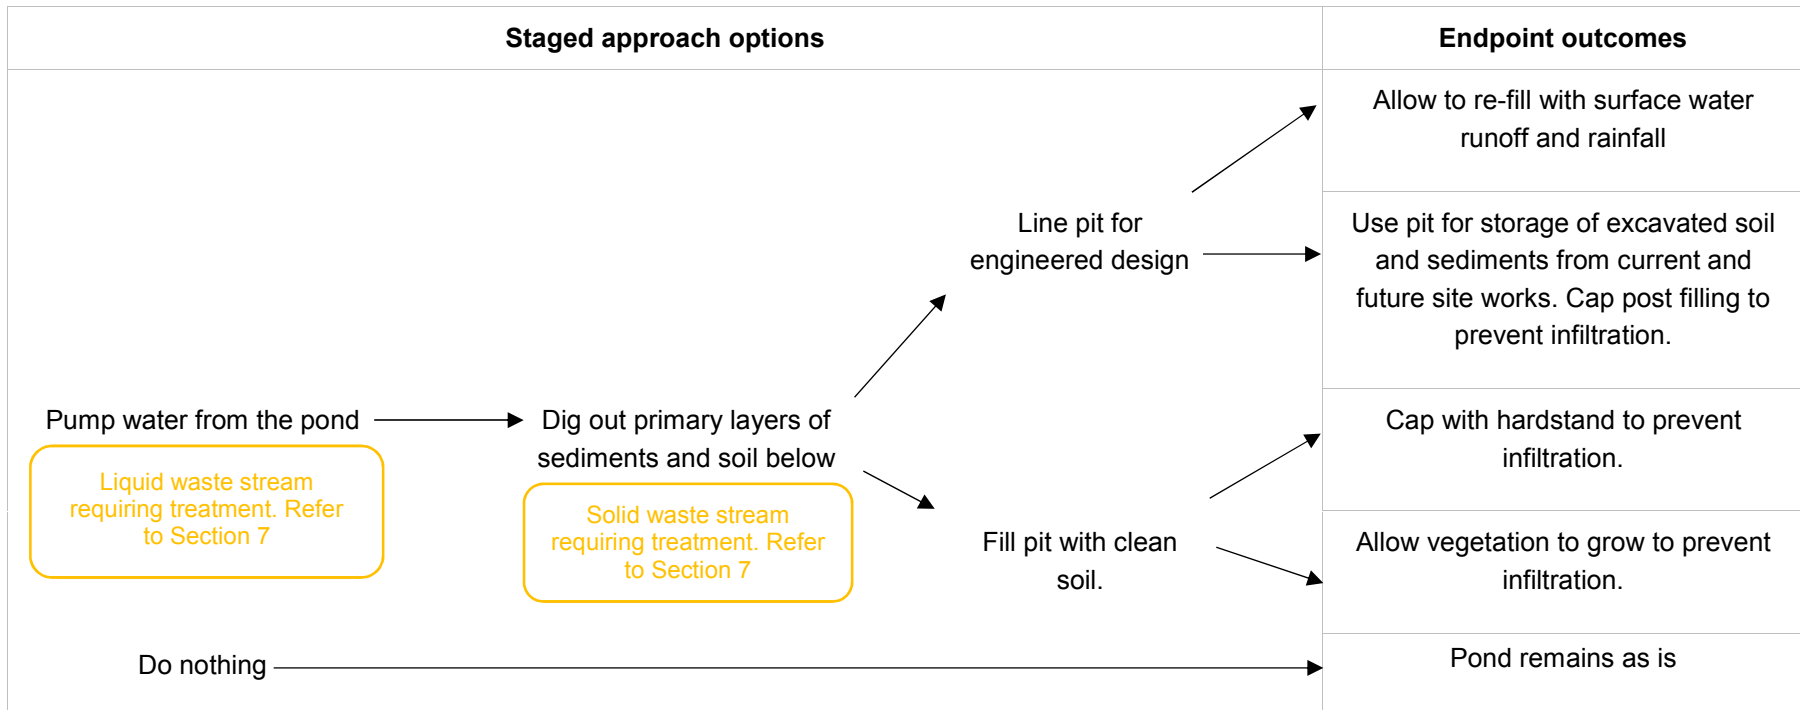 Staged approach options
Endpoint outcomes
Allow to re-fill with surface water
runoff and rainfall
Line pit for
engineered design
Use pit for storage of excavated soil
and sediments from current and
future site works. Cap post filling to
prevent infiltration.
Pump water from the pond
Liquid waste stream
requiring treatment. Refer
to Section 7
Dig out primary layers of
sediments and soil below
Solid waste stream
requiring treatment. Refer
to Section 7
Cap with hardstand to prevent
infiltration.
Fill pit with clean
soil.
Allow vegetation to grow to prevent
infiltration.
Do nothing
Pond remains as is